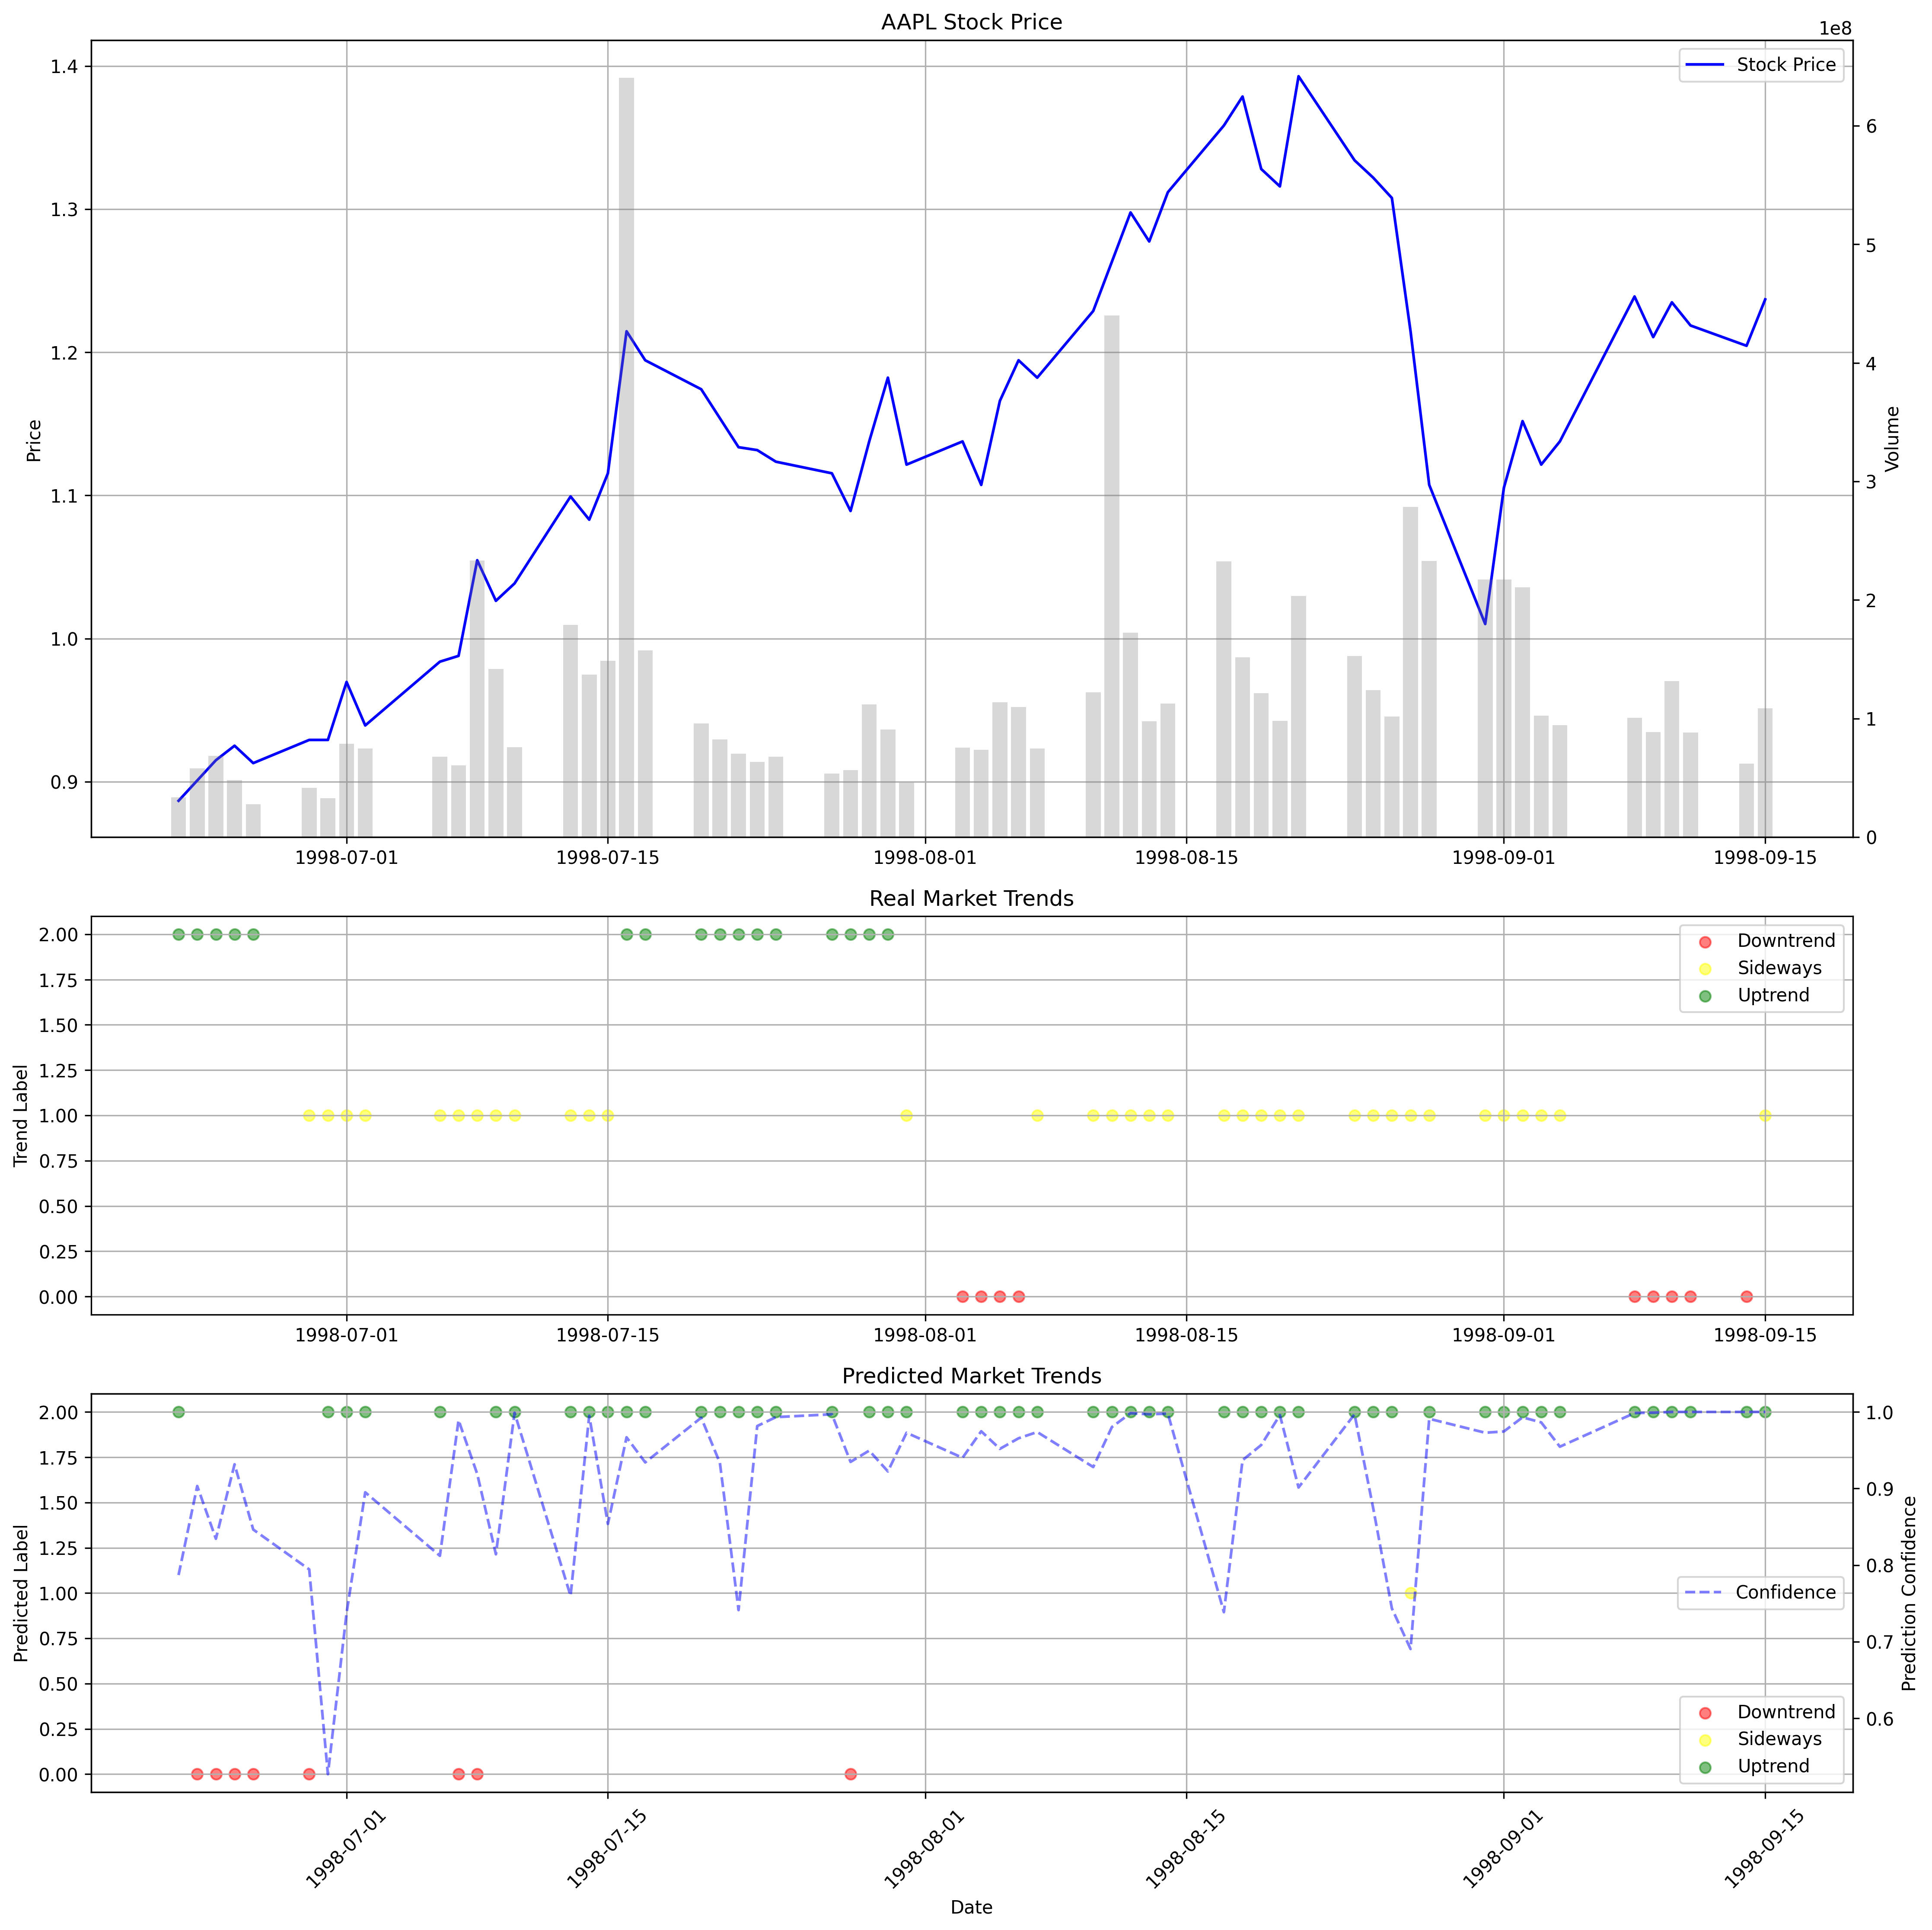 AAPL Stock Price
1e8
Stock Price
1.4
1.3
1.2
1.1
1.0
0.9
Price
6
5
4
3
2
1
0
Volume
1998-07-01 1998-07-15 1998-08-01 1998-08-15 1998-09-01 1998-09-15
Real Market Trends
Downtrend
Sideways
Uptrend
2.00
1.75
1.50
1.25
1.00
0.75
0.50
0.25
0.00
Trend Label
1998-07-01 1998-07-15 1998-08-01 1998-08-15 1998-09-01 1998-09-15
Predicted Market Trends
2.00
1.75
1.50
1.25
1.00
0.75
0.50
0.25
0.00
Predicted Label
1.0
0.9
0.8
0.7
0.6
Prediction Confidence
Confidence
Downtrend
Sideways
Uptrend
1998-07-01 1998-07-15 1998-08-01 1998-08-15 1998-09-01 1998-09-15
Date